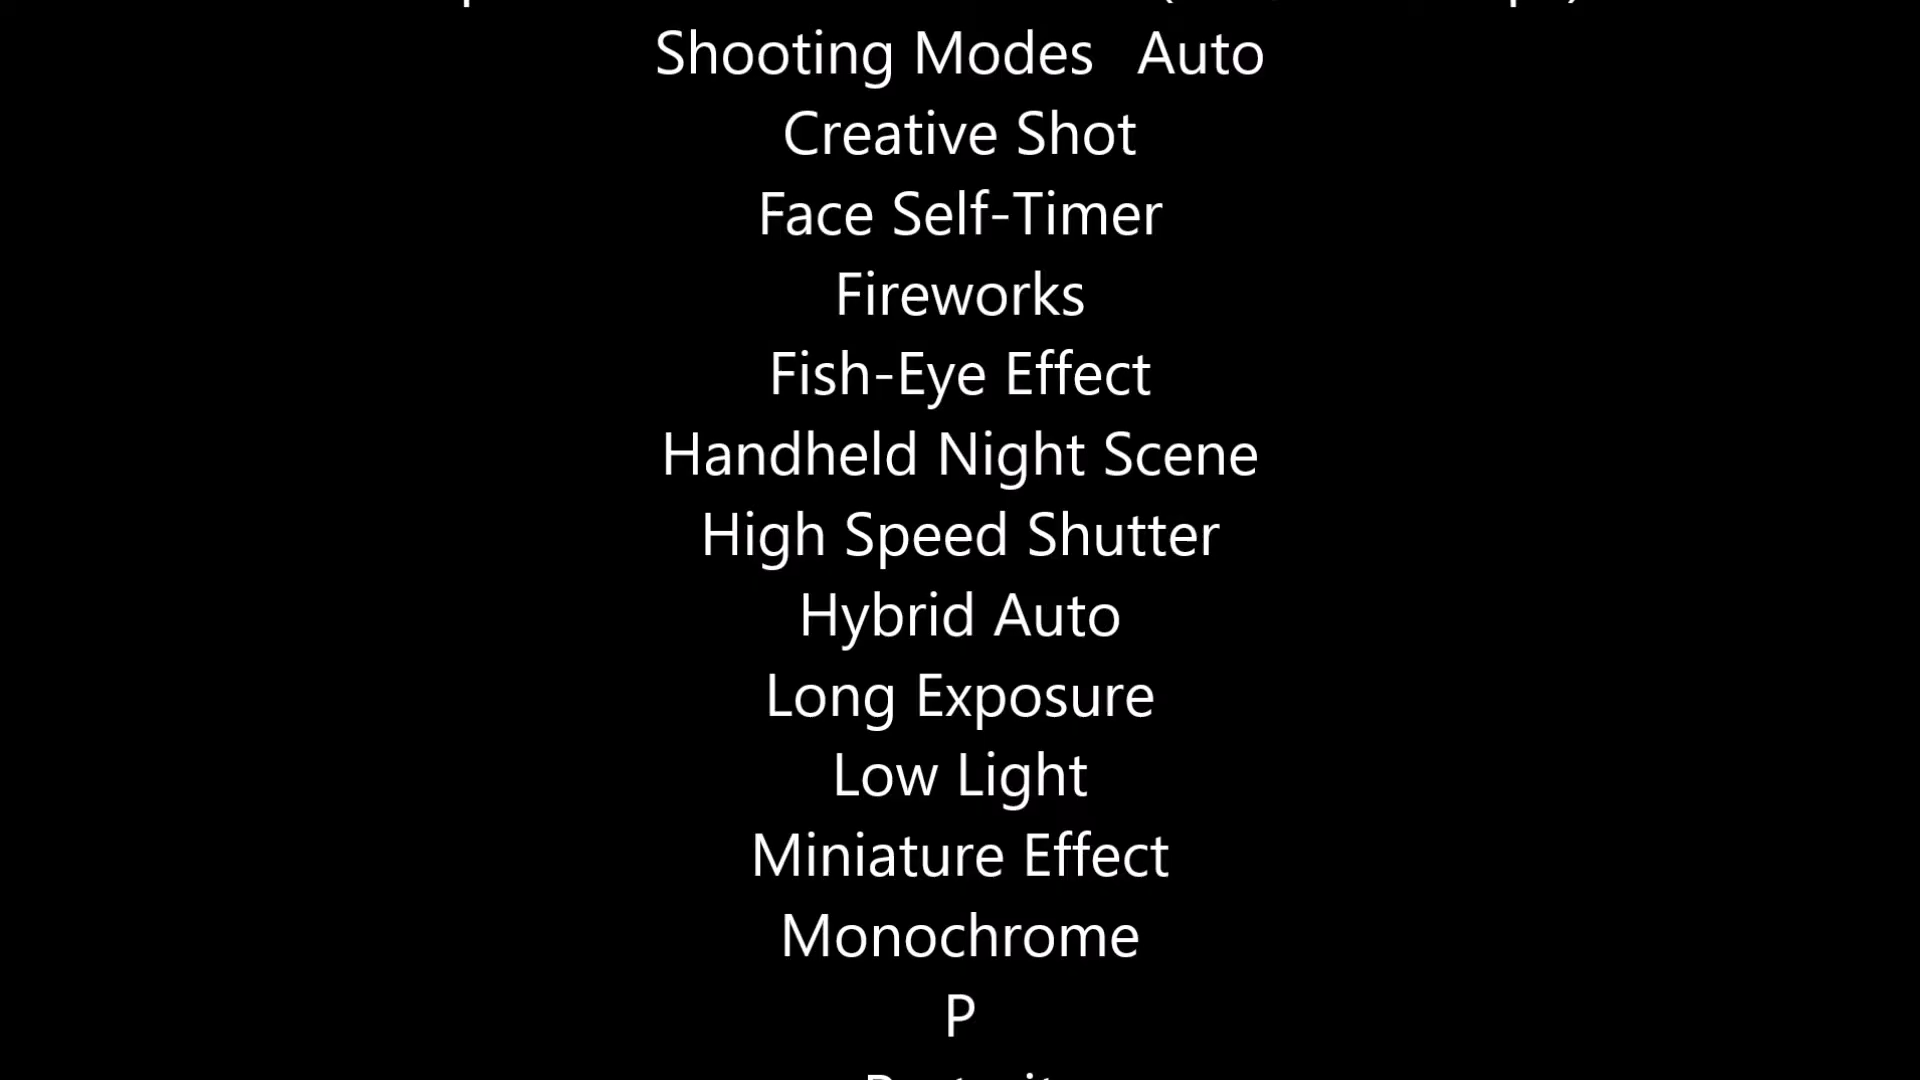 Shooting Modes Auto
Creative Shot
Face Self-Timer
Fireworks
Fish-Eye Effect
Handheld Night Scene
High Speed Shutter
Hybrid Auto
Long Exposure
Low Light
Miniature Effect
Monochrome
P
Portrait